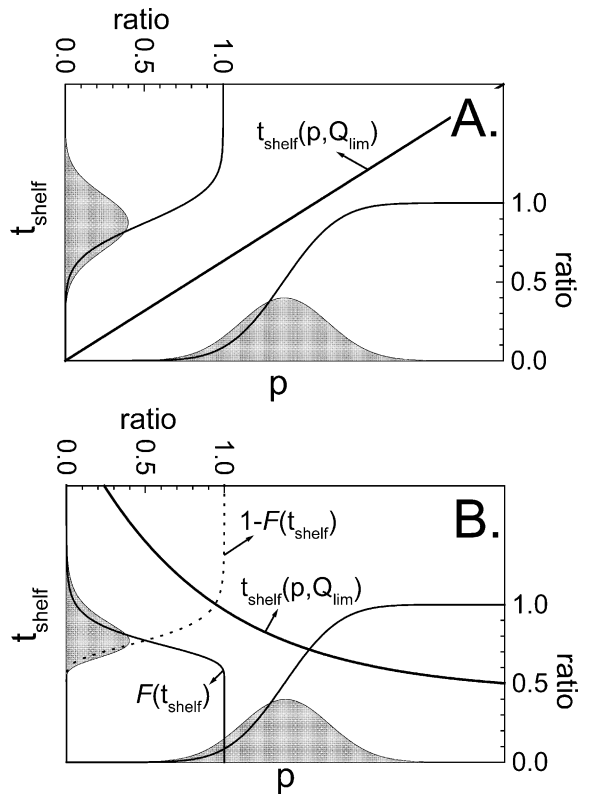 ratio
0.0 0.5 1.0
A.
t_shelf(p,Q_lim)
t_shelf
1.0
0.5
0.0
ratio
p
ratio
0.0 0.5 1.0
B.
1-F(t_shelf)
t_shelf(p,Q_lim)
t_shelf
F(t_shelf)
1.0
0.5
0.0
ratio
p